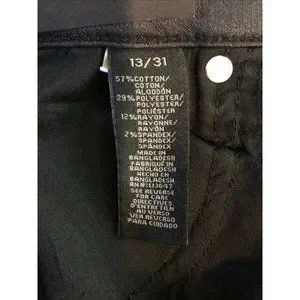 13/31
57%COTTON/
COTON/
ALGODÓN
29%POLYESTER/
POLYESTER/
POLIÉSTER
12%RAYON/
RAYONNE/
RAYÓN
2%SPANDEX/
SPANDEX/
SPANDEX
MADE IN
BANGLADESH
FABRIQUÉ IN
BANGLADESH
HECHO EN
BANGLADESH
RN#113647
SEE REVERSE
FOR CARE
DIRECTIVES
D'ENTRETIEN
AU VERSO
VER REVERSO
PARA CUIDADO